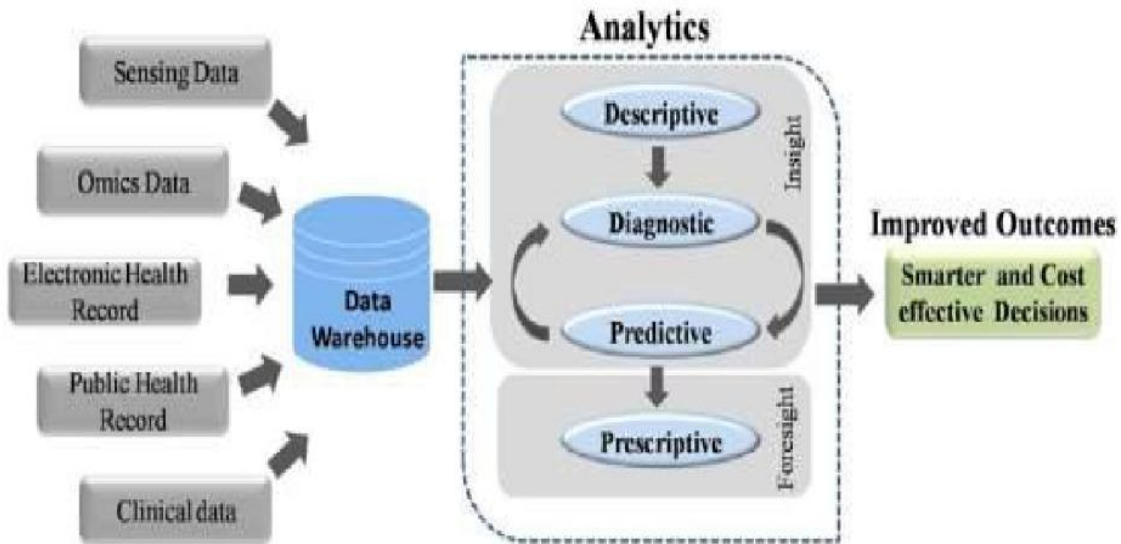 Analytics
Sensing Data
Omics Data
Electronic Health
Record
Public Health
Record
Clinical data
Data
Warehouse
Descriptive
Diagnostic
Predictive
Insight
Prescriptive
Foresight
Improved Outcomes
Smarter and Cost
effective Decisions